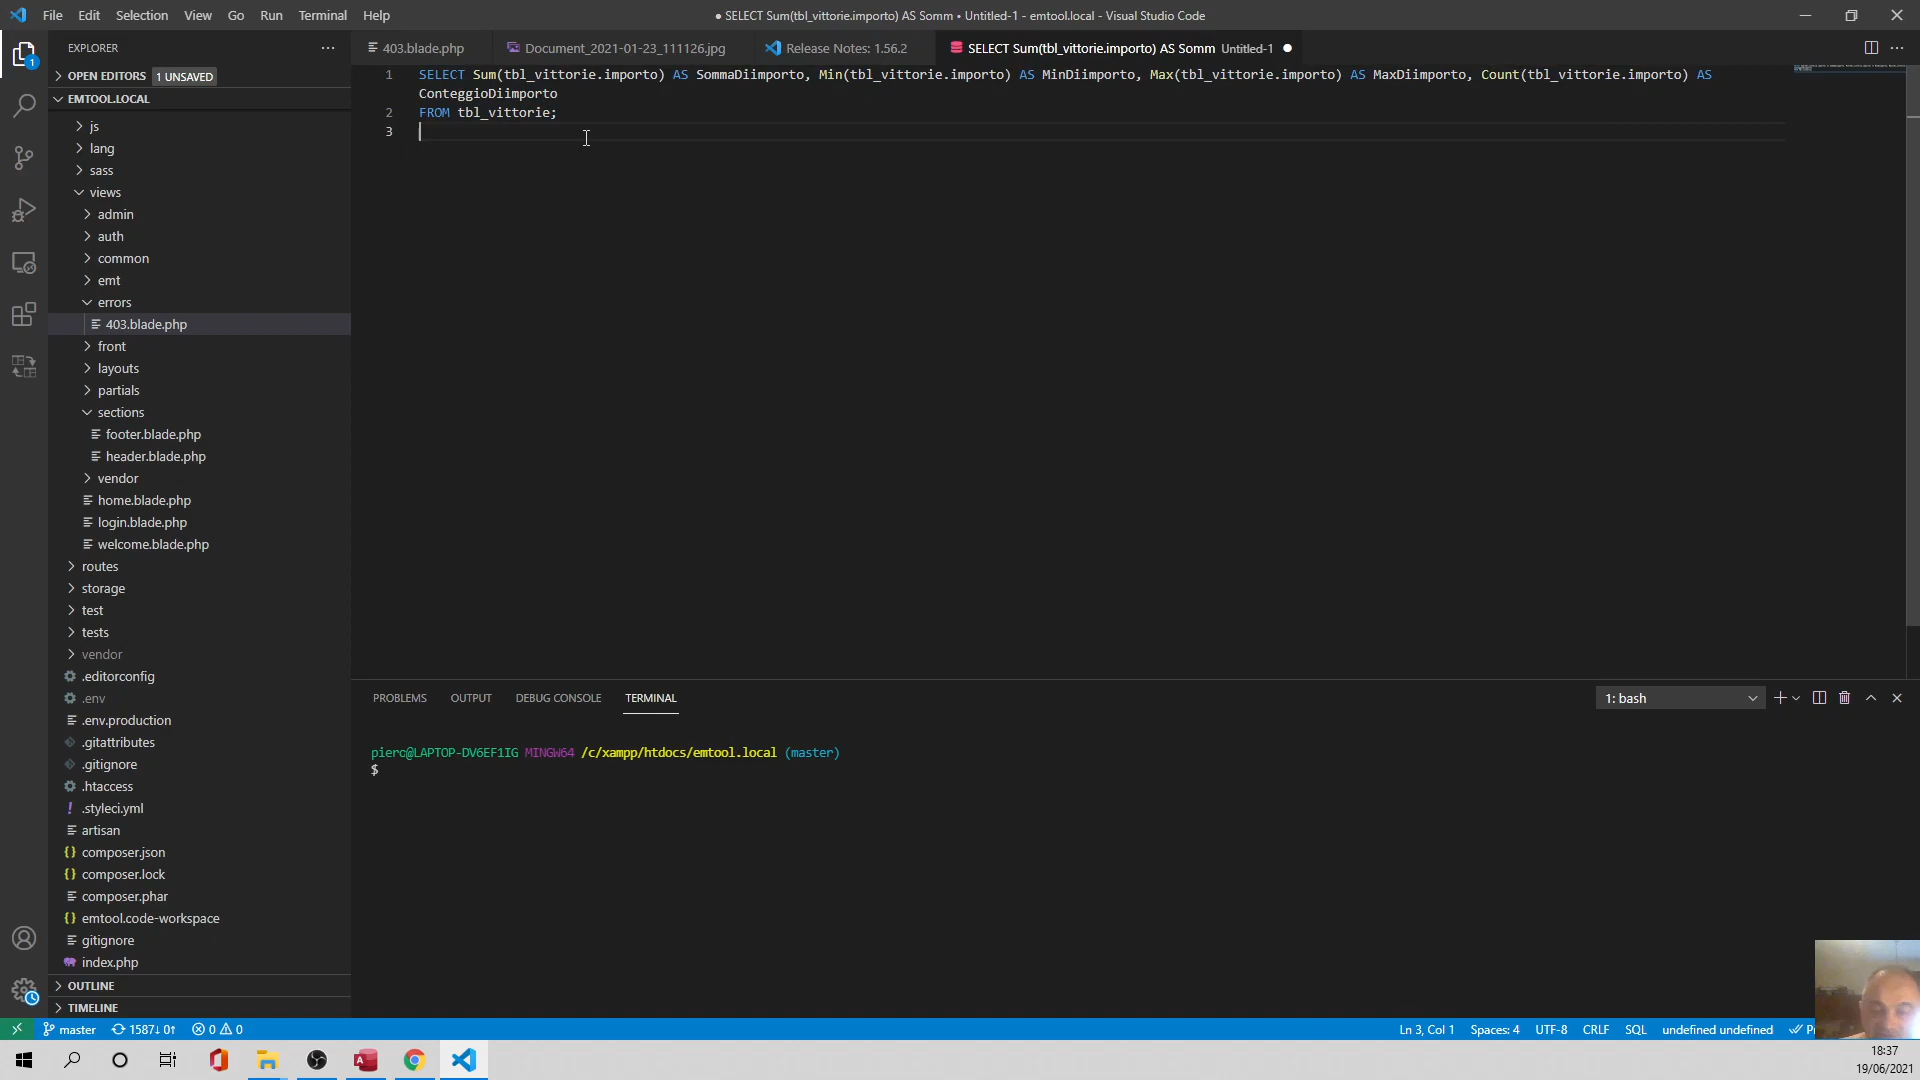 File Edit Selection View Go Run Terminal Help
● SELECT Sum(tbl_vittorie.importo) AS Somm • Untitled-1 - emtool.local - Visual Studio Code
EXPLORER
403.blade.php
Document_2021-01-23_111126.jpg
Release Notes: 1.56.2
SELECT Sum(tbl_vittorie.importo) AS Somm Untitled-1
OPEN EDITORS 1 UNSAVED
EMTOOL.LOCAL
js
lang
sass
views
admin
auth
common
emt
errors
403.blade.php
front
layouts
partials
sections
footer.blade.php
header.blade.php
vendor
home.blade.php
login.blade.php
welcome.blade.php
routes
storage
test
tests
vendor
.editorconfig
.env
.env.production
.gitattributes
.gitignore
.htaccess
.styleci.yml
artisan
composer.json
composer.lock
composer.phar
emtool.code-workspace
gitignore
index.php
OUTLINE
TIMELINE
1 SELECT Sum(tbl_vittorie.importo) AS SommaDiimporto, Min(tbl_vittorie.importo) AS MinDiimporto, Max(tbl_vittorie.importo) AS MaxDiimporto, Count(tbl_vittorie.importo) AS
ConteggioDiimporto
2 FROM tbl_vittorie;
3
PROBLEMS OUTPUT DEBUG CONSOLE TERMINAL
1: bash
pierc@LAPTOP-DV6EF1IG MINGW64 /c/xampp/htdocs/emtool.local (master)
$
master 1587↓ 0↑ 0 0
Ln 3, Col 1 Spaces: 4 UTF-8 CRLF SQL undefined undefined
18:37
19/06/2021